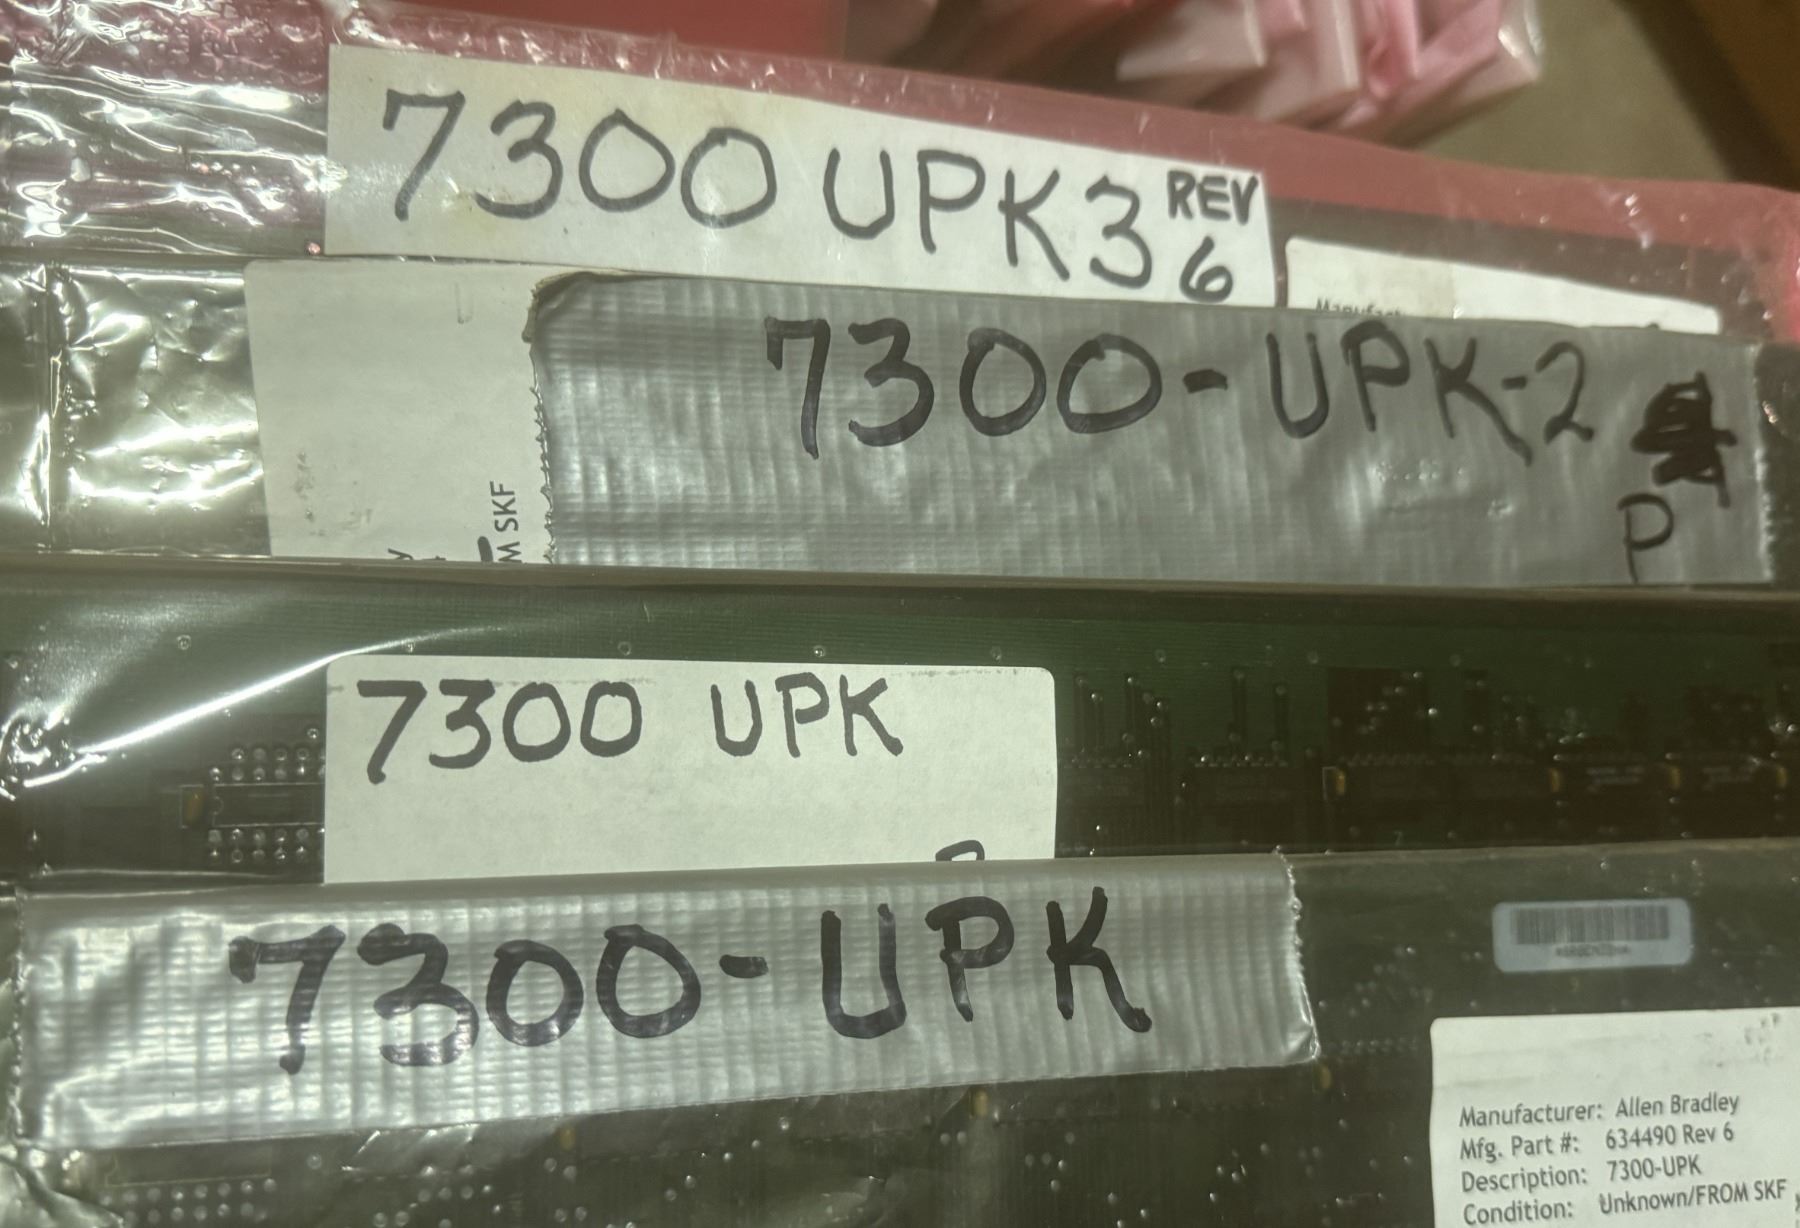 7300 UPK3 REV
6
7300-UPK-2
P
M SKF
7300 UPK
7300-UPK
Manufacturer: Allen Bradley
Mfg. Part #: 634490 Rev 6
Description: 7300-UPK
Condition: Unknown/FROM SKF